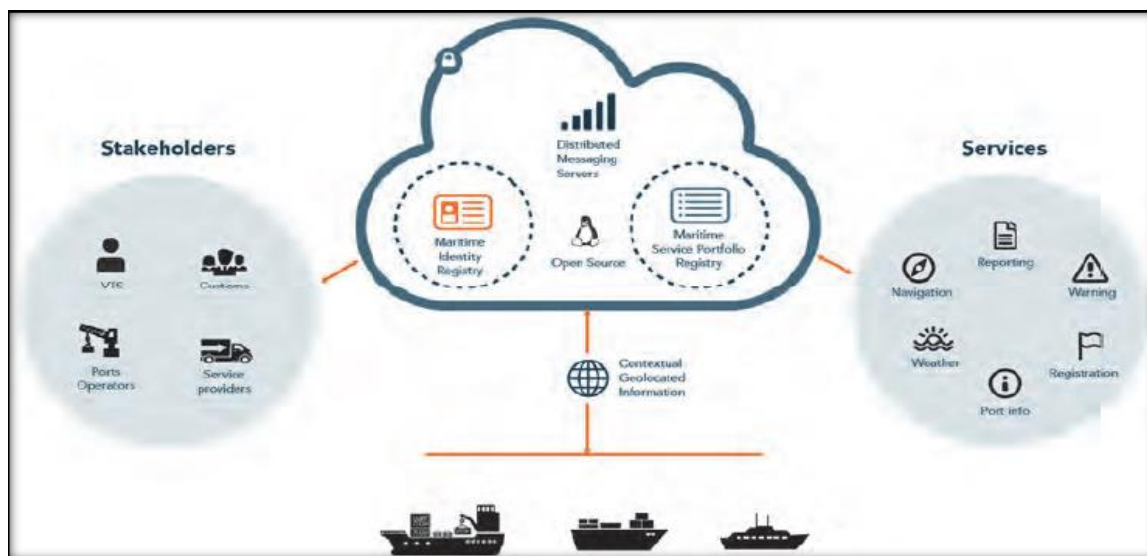 Stakeholders
VTS
Customs
Ports
Operators
Service
providers
Distributed
Messaging
Servers
Maritime
Identity
Registry
Open Source
Maritime
Service Portfolio
Registry
Contextual
Geolocated
Information
Services
Reporting
Navigation
Warning
Weather
Registration
Port info